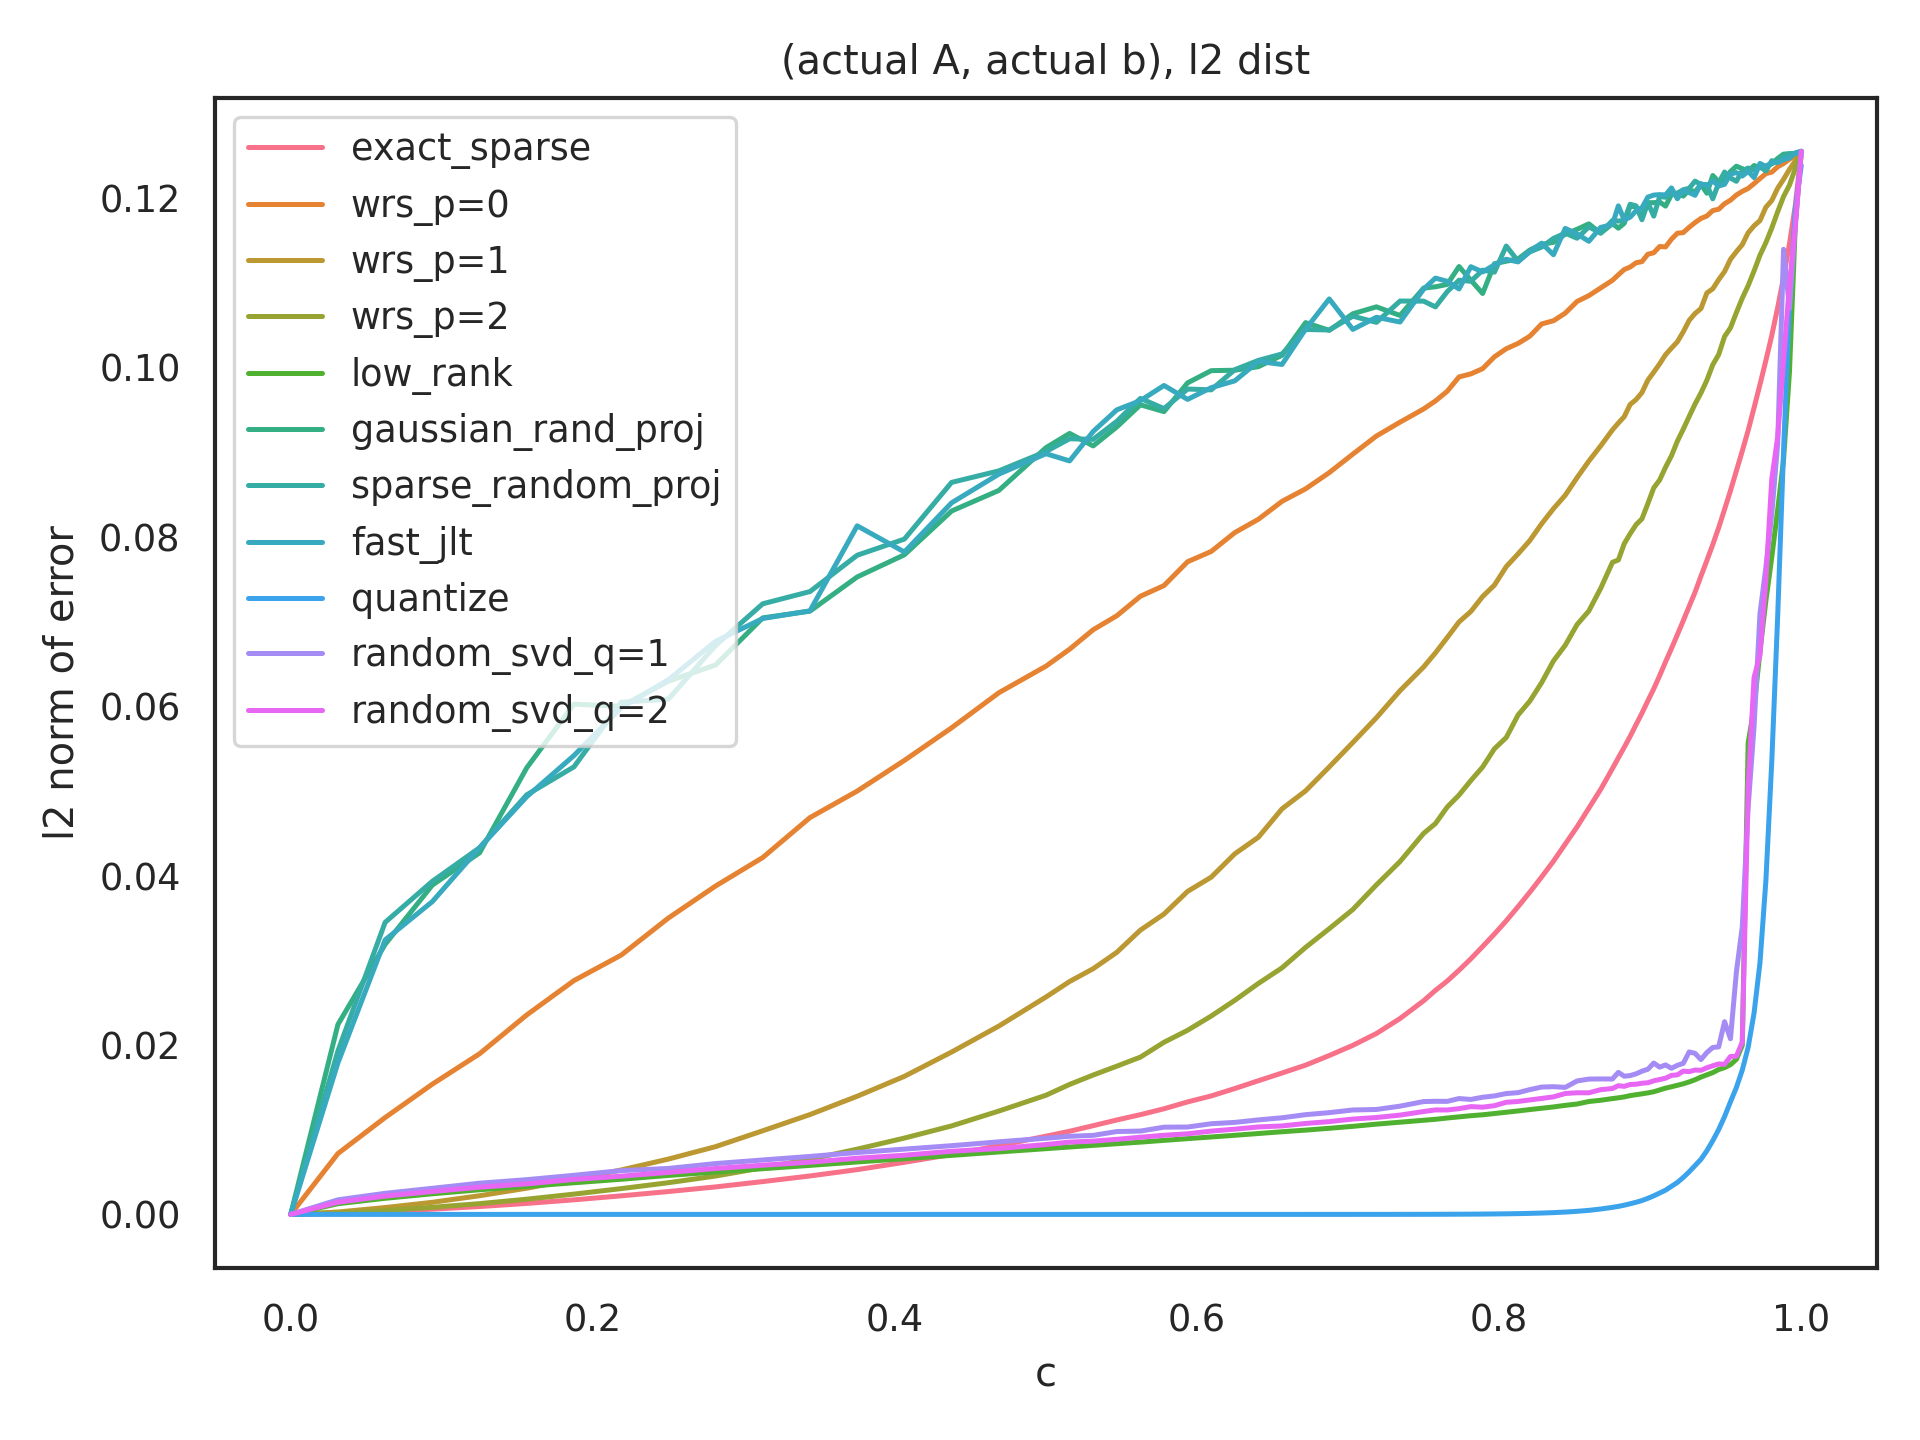 (actual A, actual b), l2 dist
exact_sparse
wrs_p=0
wrs_p=1
wrs_p=2
low_rank
gaussian_rand_proj
sparse_random_proj
fast_jlt
quantize
random_svd_q=1
random_svd_q=2
l2 norm of error
0.12
0.10
0.08
0.06
0.04
0.02
0.00
0.0 0.2 0.4 0.6 0.8 1.0
c